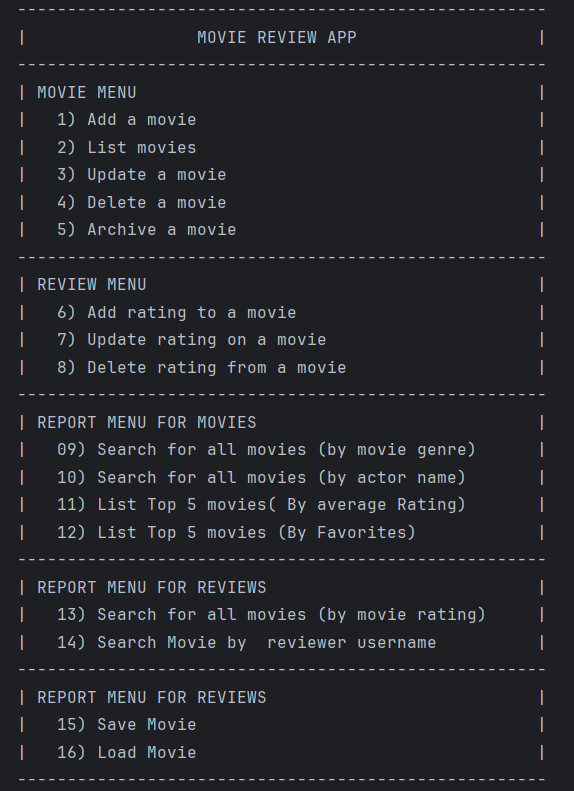 -----------------------------------------------------
|                 MOVIE REVIEW APP                  |
-----------------------------------------------------
| MOVIE MENU                                        |
|   1) Add a movie                                  |
|   2) List movies                                  |
|   3) Update a movie                               |
|   4) Delete a movie                               |
|   5) Archive a movie                              |
-----------------------------------------------------
| REVIEW MENU                                       |
|   6) Add rating to a movie                        |
|   7) Update rating on a movie                     |
|   8) Delete rating from a movie                   |
-----------------------------------------------------
| REPORT MENU FOR MOVIES                            |
|   09) Search for all movies (by movie genre)      |
|   10) Search for all movies (by actor name)       |
|   11) List Top 5 movies( By average Rating)       |
|   12) List Top 5 movies (By Favorites)            |
-----------------------------------------------------
| REPORT MENU FOR REVIEWS                           |
|   13) Search for all movies (by movie rating)     |
|   14) Search Movie by  reviewer username          |
-----------------------------------------------------
| REPORT MENU FOR REVIEWS                           |
|   15) Save Movie                                  |
|   16) Load Movie                                  |
-----------------------------------------------------